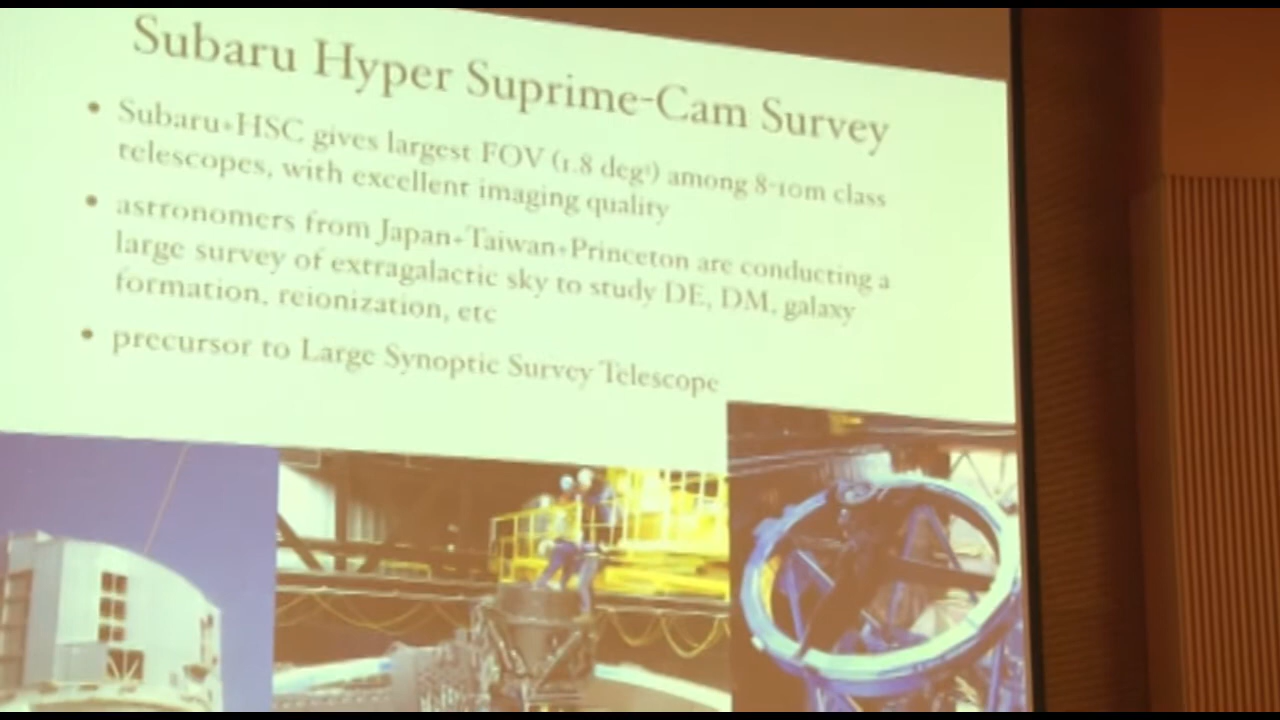 Subaru Hyper Suprime-Cam Survey
• Subaru+HSC gives largest FOV (1.8 deg²) among 8-10m class
telescopes, with excellent imaging quality
• astronomers from Japan+Taiwan+Princeton are conducting a
large survey of extragalactic sky to study DE, DM, galaxy
formation, reionization, etc
• precursor to Large Synoptic Survey Telescope